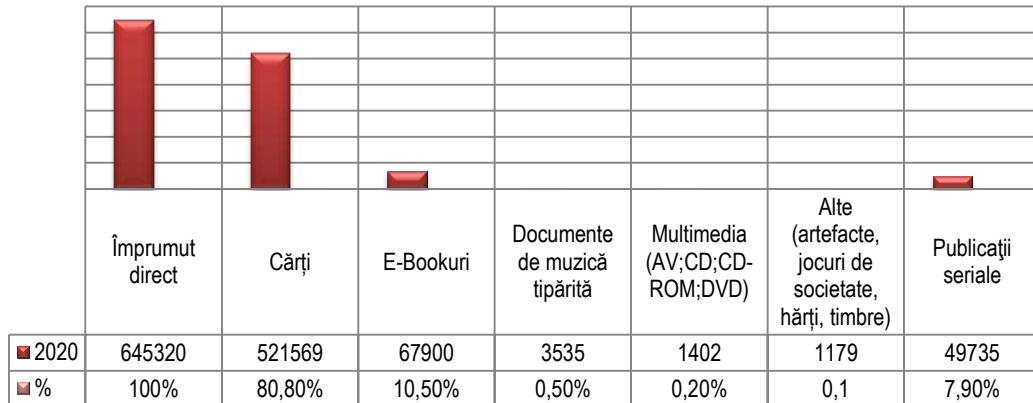 Împrumut
direct
Cărți
E-Bookuri
Documente
de muzică
tipărită
Multimedia
(AV;CD;CD-
ROM;DVD)
Alte
(artefacte,
jocuri de
societate,
hărți, timbre)
Publicaţii
seriale
2020 645320 521569 67900 3535 1402 1179 49735
% 100% 80,80% 10,50% 0,50% 0,20% 0,1 7,90%